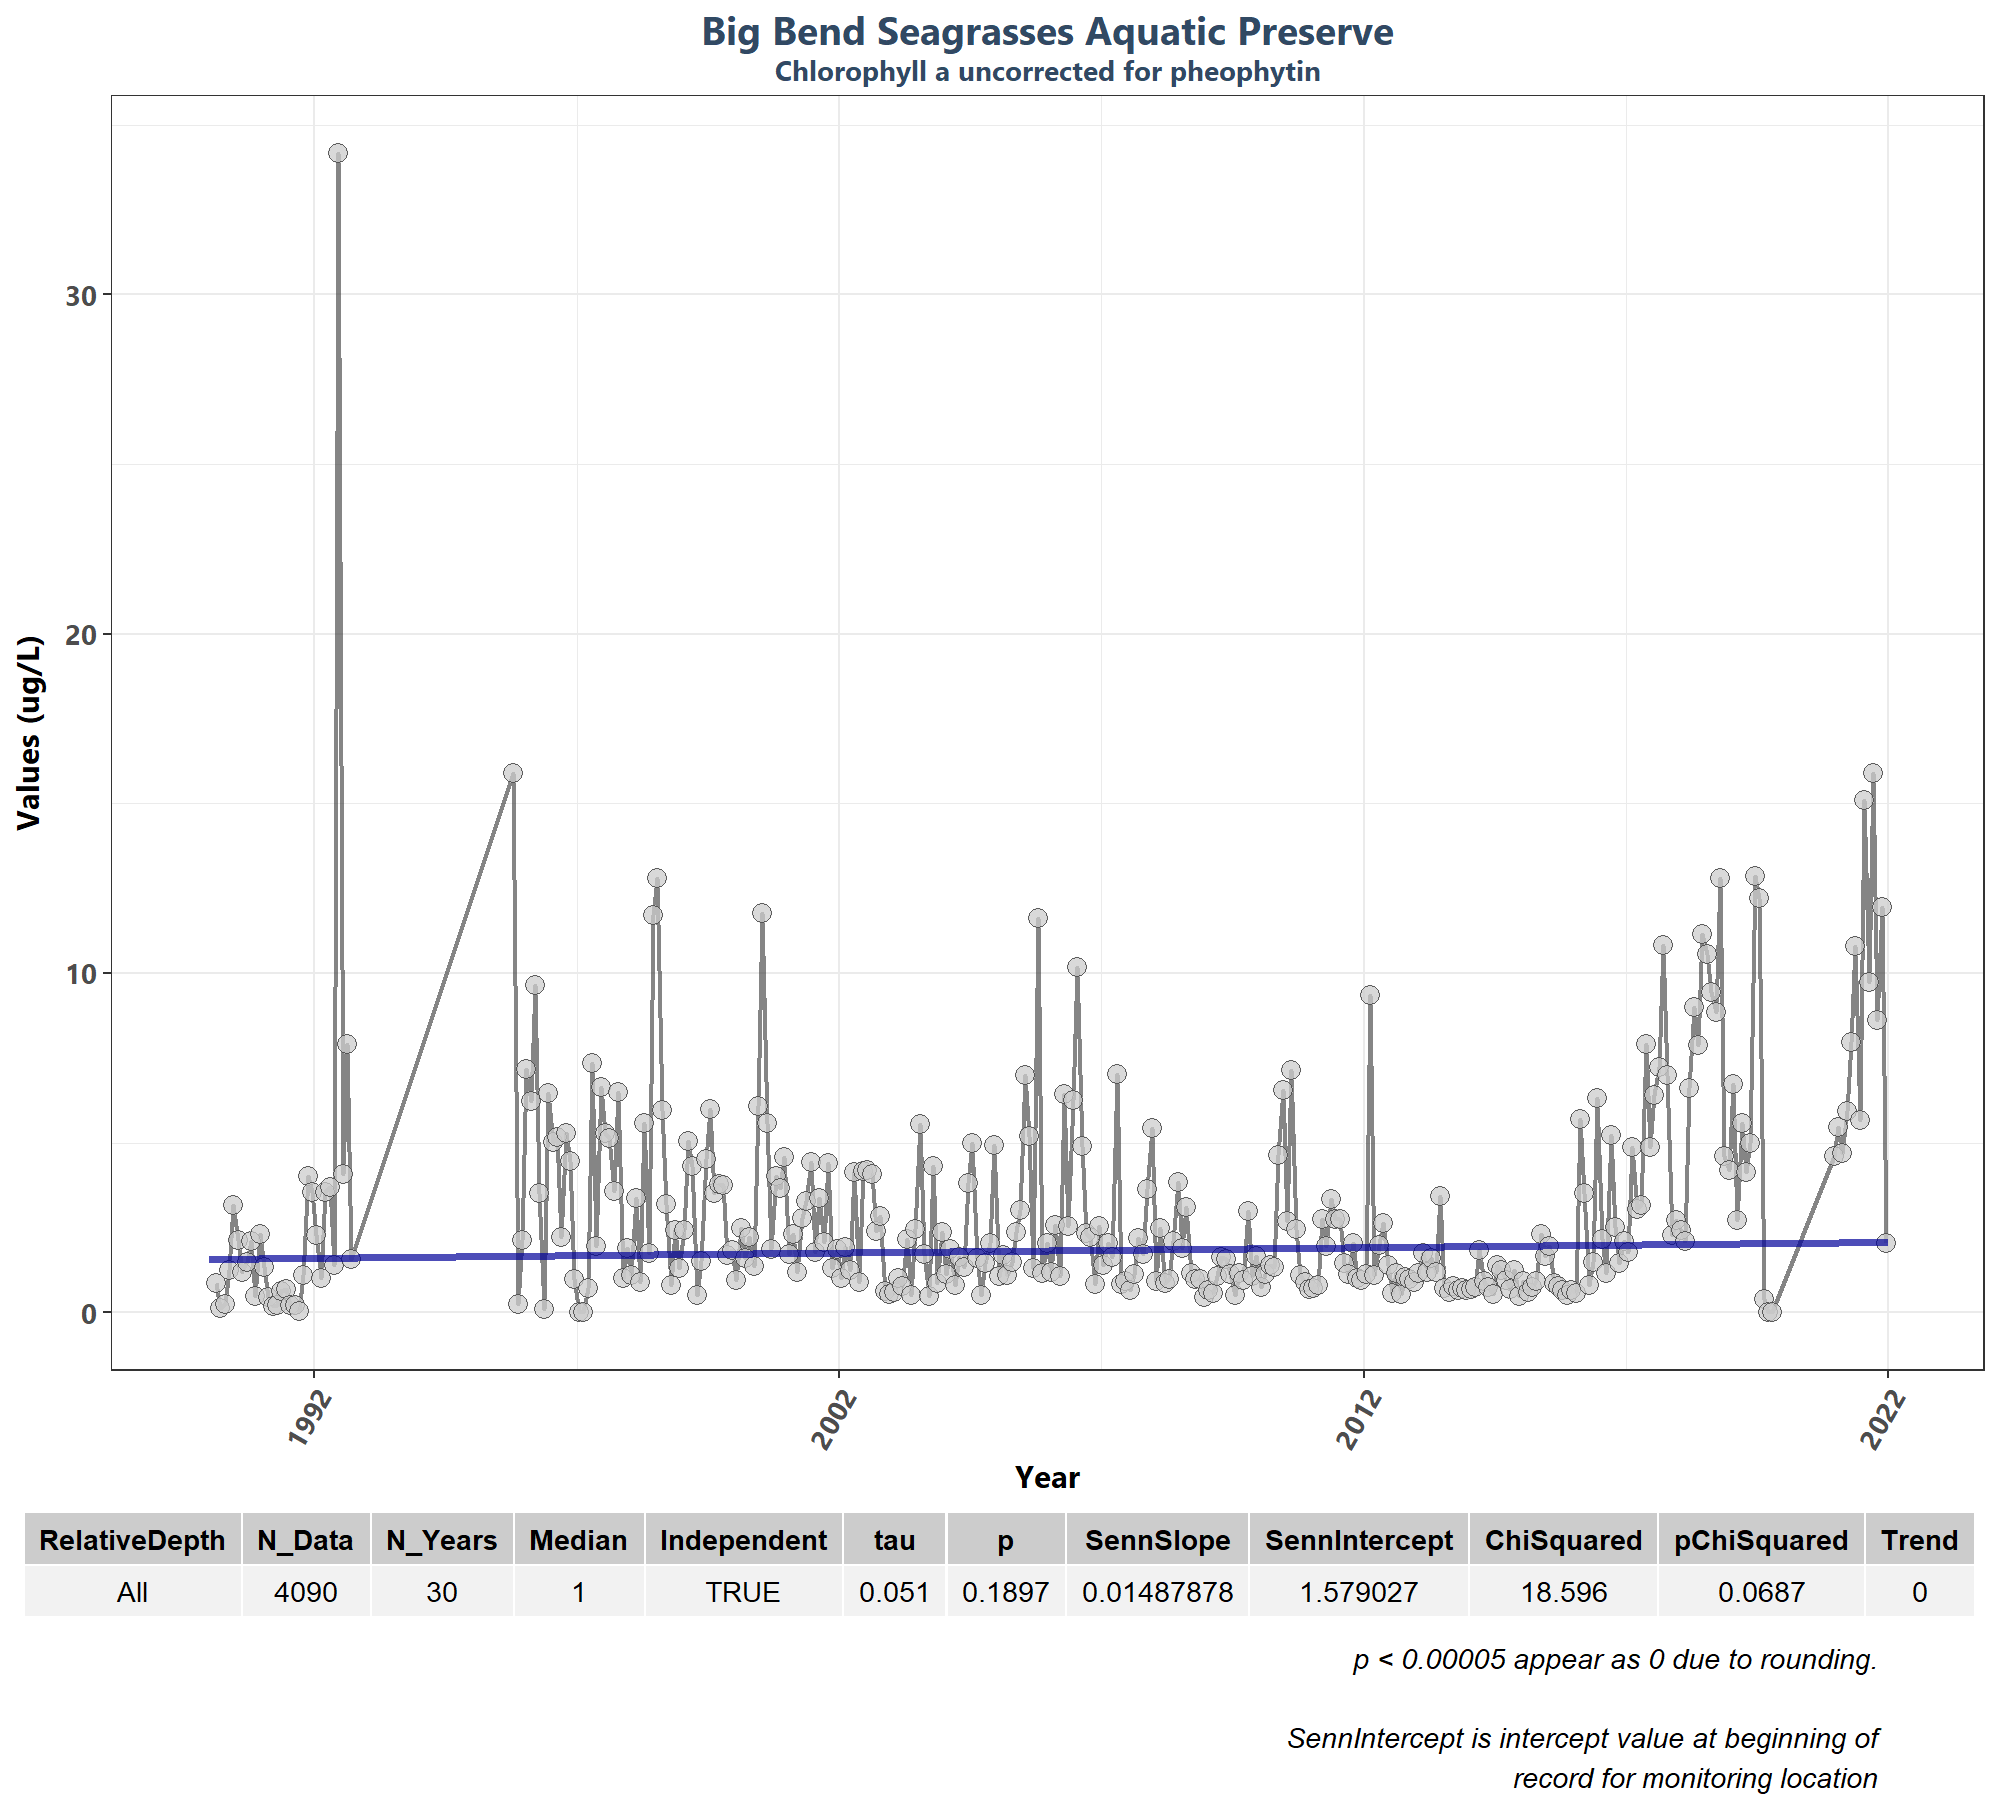 Big Bend Seagrasses Aquatic Preserve
Chlorophyll a uncorrected for pheophytin
Values (ug/L)
30
20
10
0
1992
2002
2012
2022
Year
RelativeDepth N_Data N_Years Median Independent tau p SennSlope SennIntercept ChiSquared pChiSquared Trend
All 4090 30 1 TRUE 0.051 0.1897 0.01487878 1.579027 18.596 0.0687 0
p < 0.00005 appear as 0 due to rounding.
SennIntercept is intercept value at beginning of
record for monitoring location